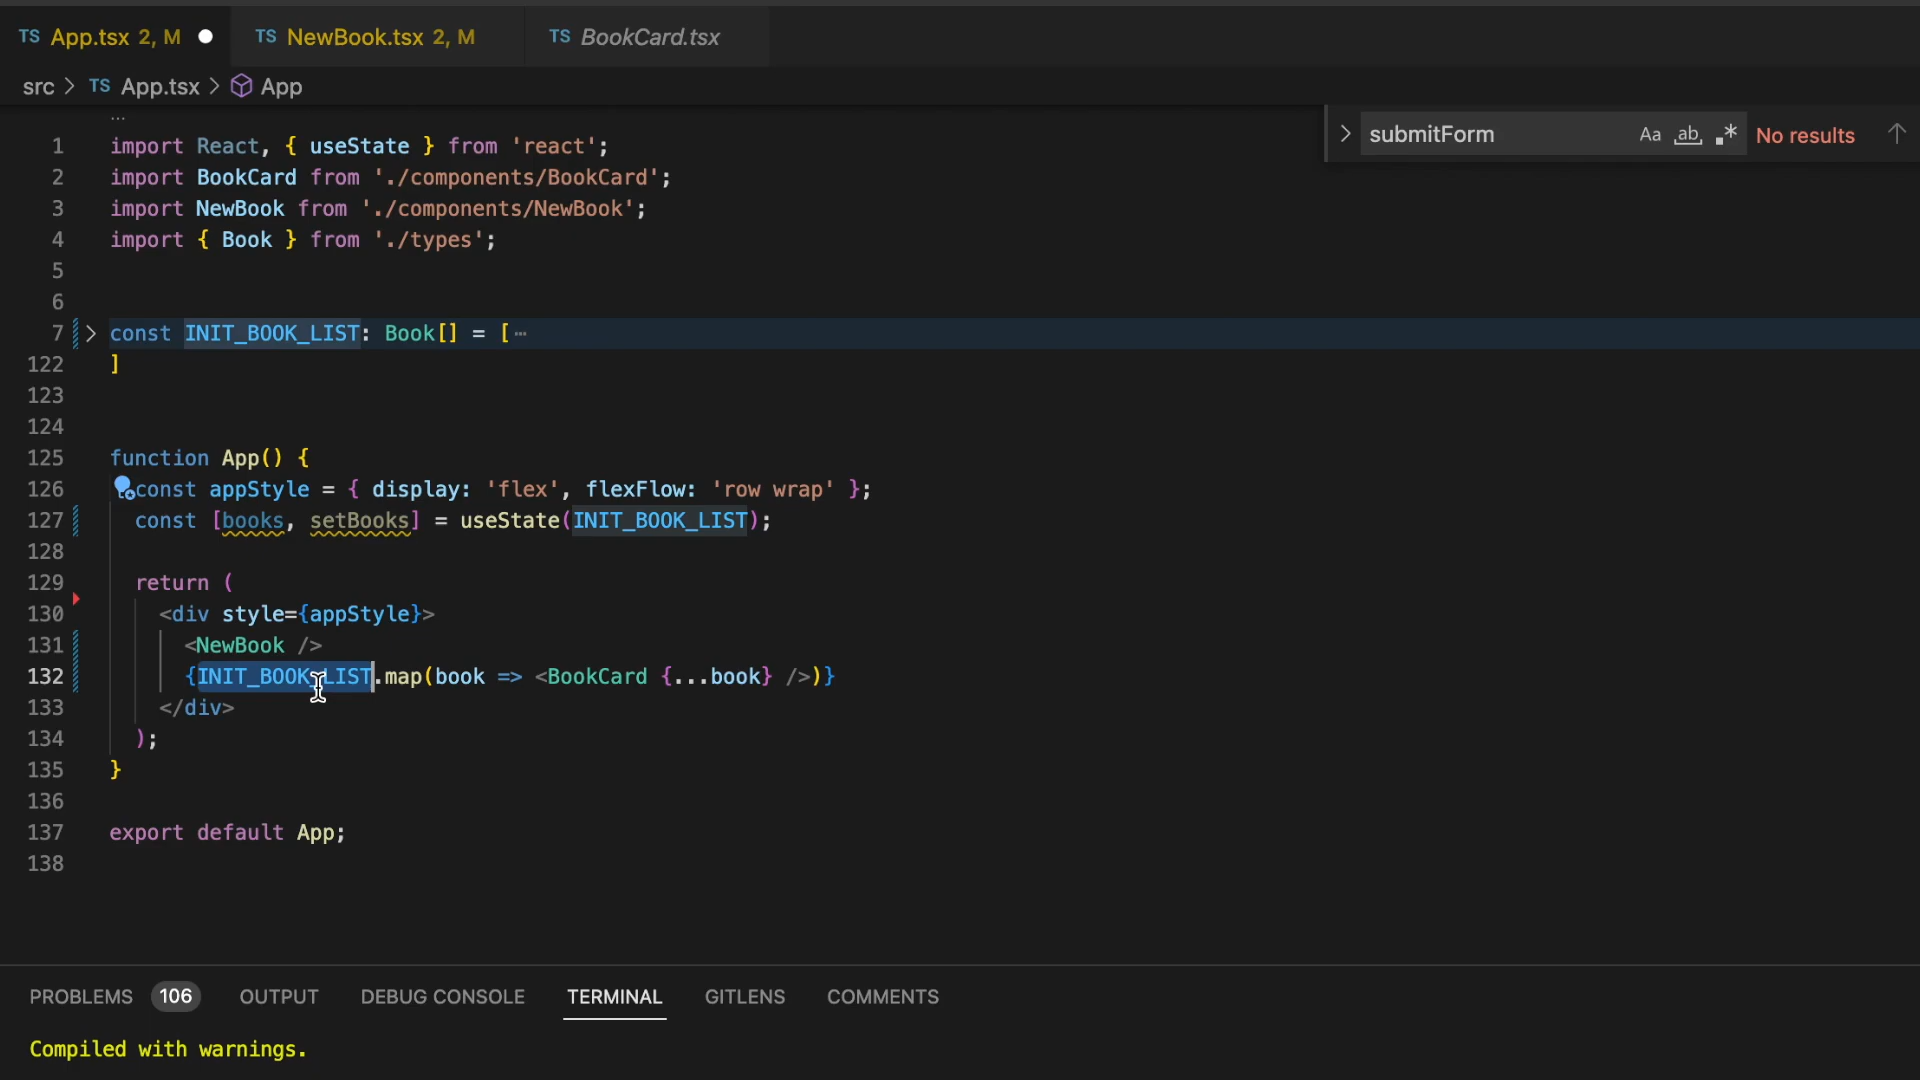 TS App.tsx 2, M TS NewBook.tsx 2, M TS BookCard.tsx
src > TS App.tsx > App
submitForm Aa ab .* No results
...
1 import React, { useState } from 'react';
2 import BookCard from './components/BookCard';
3 import NewBook from './components/NewBook';
4 import { Book } from './types';
5
6
7 > const INIT_BOOK_LIST: Book[] = [ ...
122 ]
123
124
125 function App() {
126 const appStyle = { display: 'flex', flexFlow: 'row wrap' };
127 const [books, setBooks] = useState(INIT_BOOK_LIST);
128
129 return (
130 <div style={appStyle}>
131 <NewBook />
132 {INIT_BOOK_LIST.map(book => <BookCard {...book} />)}
133 </div>
134 );
135 }
136
137 export default App;
138
PROBLEMS 106 OUTPUT DEBUG CONSOLE TERMINAL GITLENS COMMENTS
Compiled with warnings.